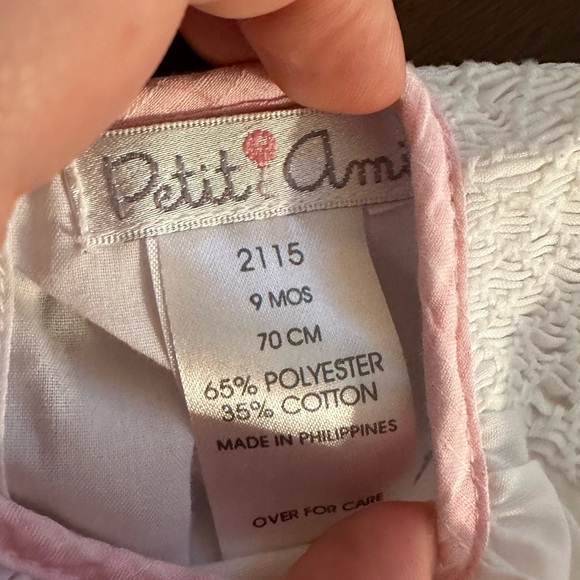 Petit Ami
2115
9 MOS
70 CM
65% POLYESTER
35% COTTON
MADE IN PHILIPPINES
OVER FOR CARE